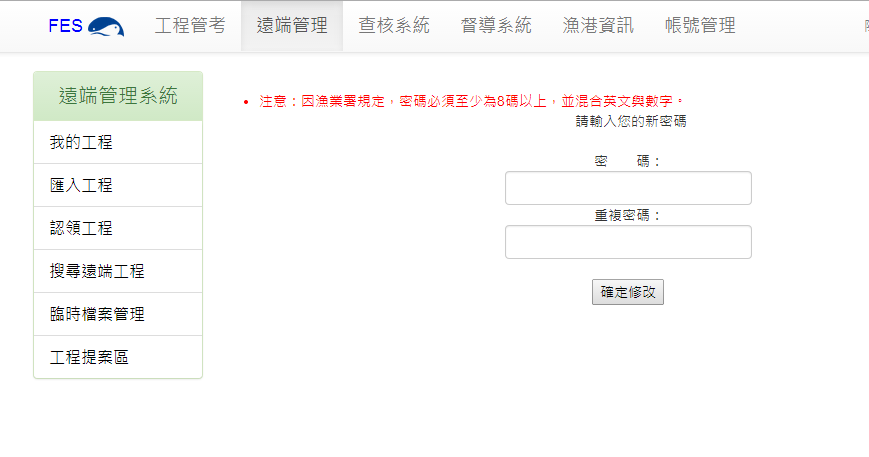 FES 工程管考 遠端管理 查核系統 督導系統 漁港資訊 帳號管理
遠端管理系統
我的工程
匯入工程
認領工程
搜尋遠端工程
臨時檔案管理
工程提案區
注意：因漁業署規定，密碼必須至少為8碼以上，並混合英文與數字。
請輸入您的新密碼
密　　碼：
重複密碼：
確定修改